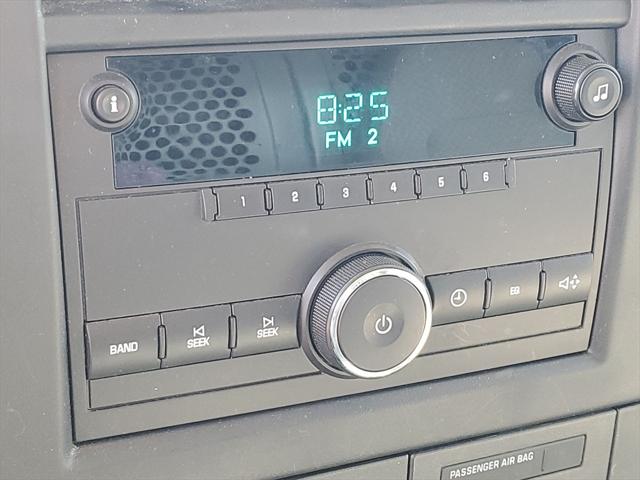 i
8:25
FM 2
1 2 3 4 5 6
BAND SEEK SEEK EQ
PASSENGER AIR BAG